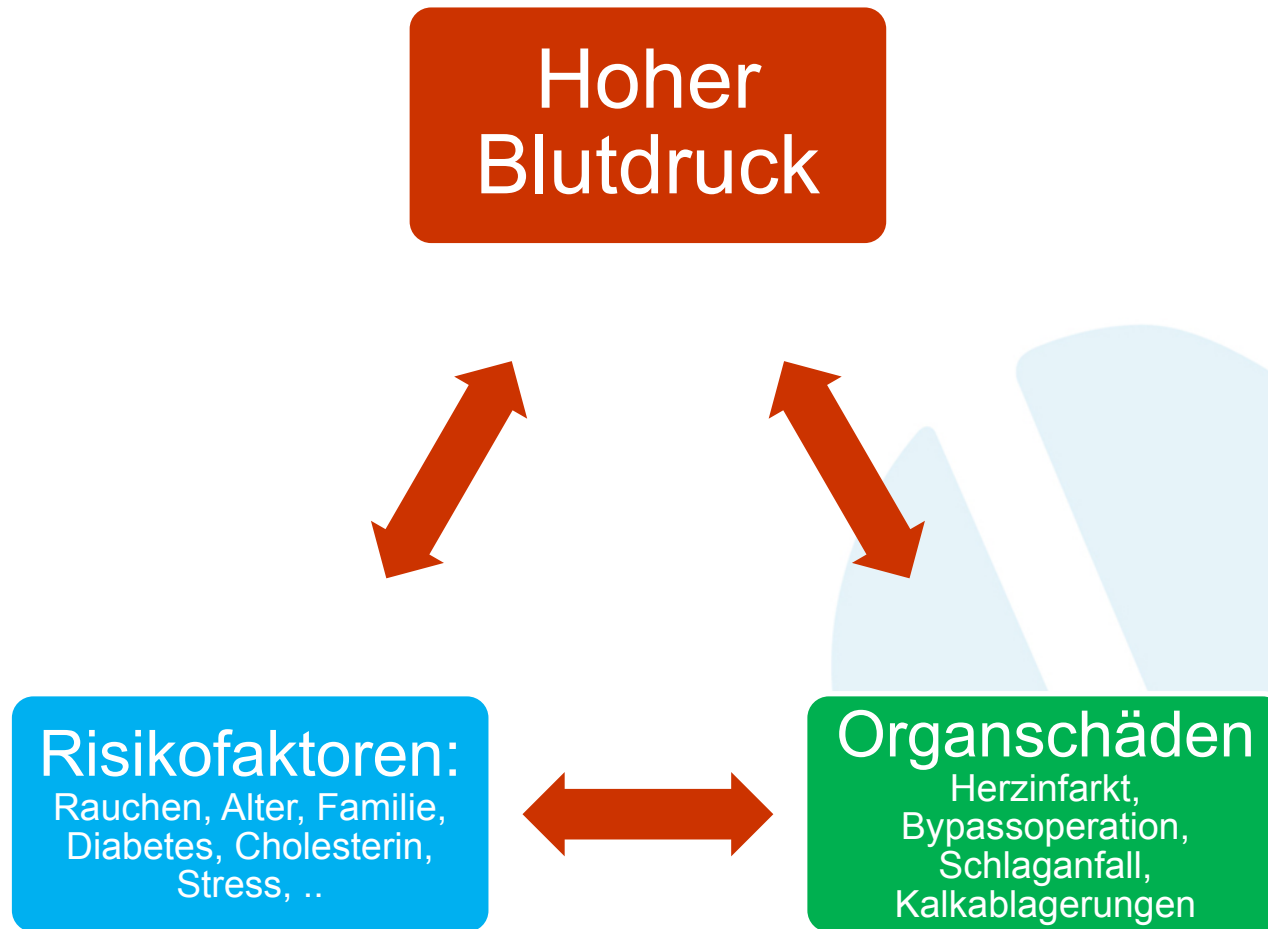 Hoher
Blutdruck
Risikofaktoren:
Rauchen, Alter, Familie,
Diabetes, Cholesterin,
Stress, ..
Organschäden
Herzinfarkt,
Bypassoperation,
Schlaganfall,
Kalkablagerungen